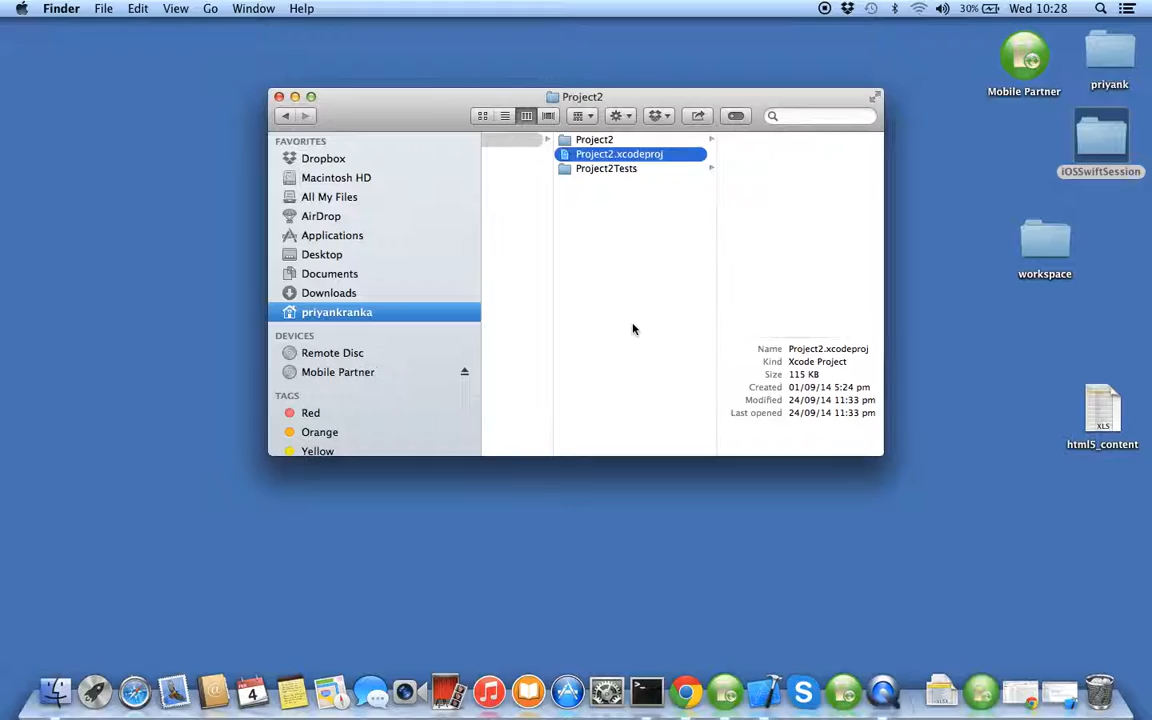 Finder File Edit View Go Window Help 30% Wed 10:28
Mobile Partner
priyank
iOSSwiftSession
workspace
XLS
html5_content
Project2
FAVORITES
Dropbox
Macintosh HD
All My Files
AirDrop
Applications
Desktop
Documents
Downloads
priyankranka
DEVICES
Remote Disc
Mobile Partner
TAGS
Red
Orange
Yellow
Project2
Project2.xcodeproj
Project2Tests
Name Project2.xcodeproj
Kind Xcode Project
Size 115 KB
Created 01/09/14 5:24 pm
Modified 24/09/14 11:33 pm
Last opened 24/09/14 11:33 pm
4